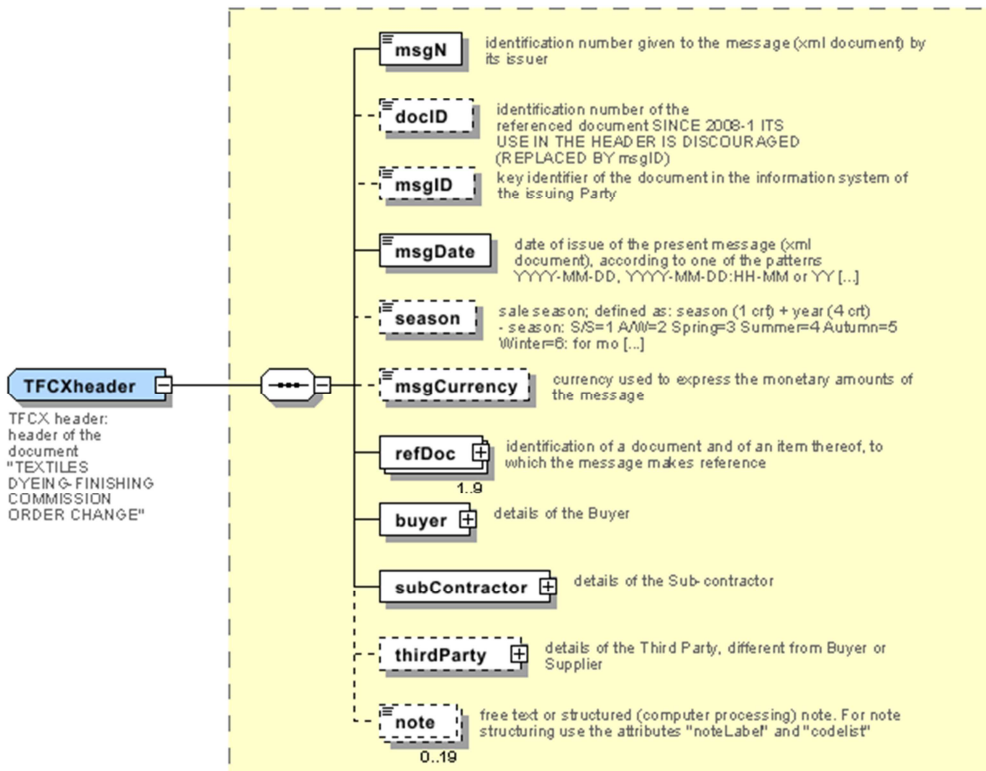 msgN
identification number given to the message (xml document) by
its issuer
docID
identification number of the
referenced document SINCE 2008-1 ITS
USE IN THE HEADER IS DISCOURAGED
(REPLACED BY msgID)
msgID
key identifier of the document in the information system of
the issuing Party
msgDate
date of issue of the present message (xml
document), according to one of the patterns
YYYY-MM-DD, YYYY-MM-DD:HH-MM or YY [...]
season
sale season; defined as: season (1 crt) + year (4 crt)
- season: S/S=1 A/W=2 Spring=3 Summer=4 Autumn=5
Winter=6: for mo [...]
TFCXheader
TFCX header:
header of the
document
"TEXTILES
DYEING-FINISHING
COMMISSION
ORDER CHANGE"
msgCurrency
currency used to express the monetary amounts of
the message
refDoc
1..9
identification of a document and of an item thereof, to
which the message makes reference
buyer
details of the Buyer
subContractor
details of the Sub-contractor
thirdParty
details of the Third Party, different from Buyer or
Supplier
note
0..19
free text or structured (computer processing) note. For note
structuring use the attributes "noteLabel" and "codelist"